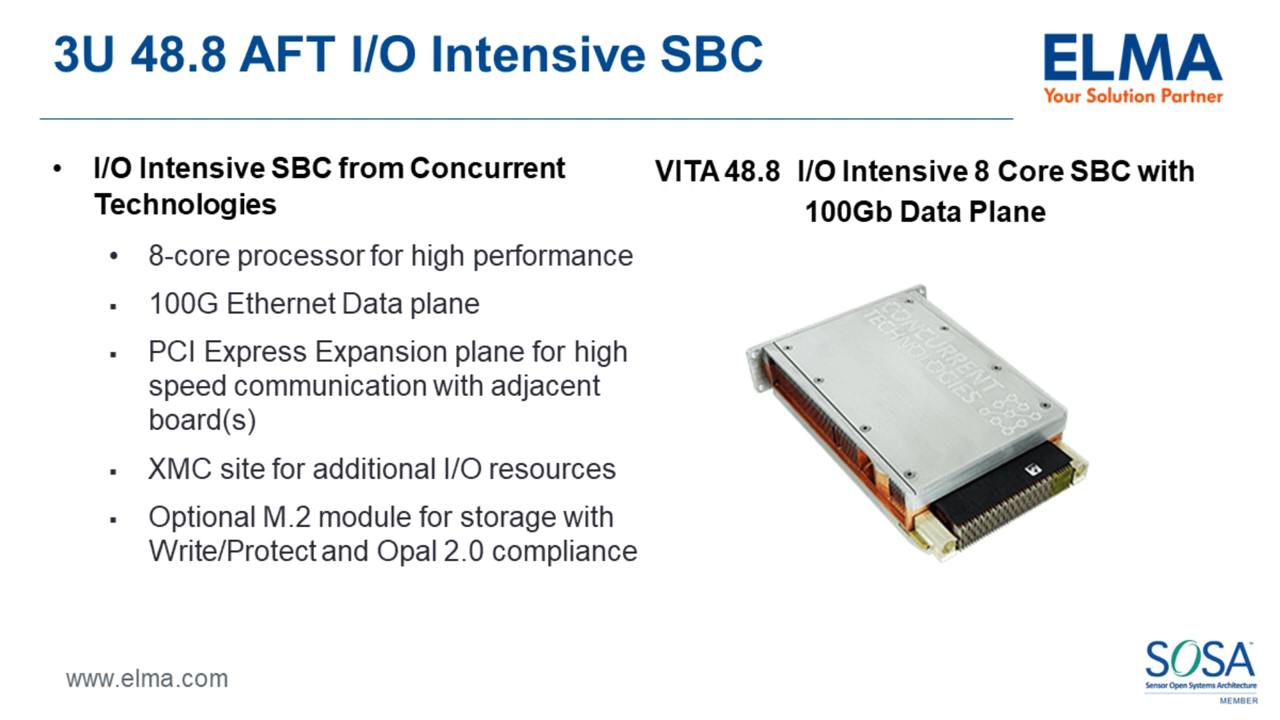 3U 48.8 AFT I/O Intensive SBC
ELMA
Your Solution Partner
• I/O Intensive SBC from Concurrent
Technologies
• 8-core processor for high performance
▪ 100G Ethernet Data plane
▪ PCI Express Expansion plane for high
speed communication with adjacent
board(s)
▪ XMC site for additional I/O resources
▪ Optional M.2 module for storage with
Write/Protect and Opal 2.0 compliance
VITA 48.8 I/O Intensive 8 Core SBC with
100Gb Data Plane
CONCURRENT
TECHNOLOGIES
www.elma.com
SOSA™
Sensor Open Systems Architecture
MEMBER